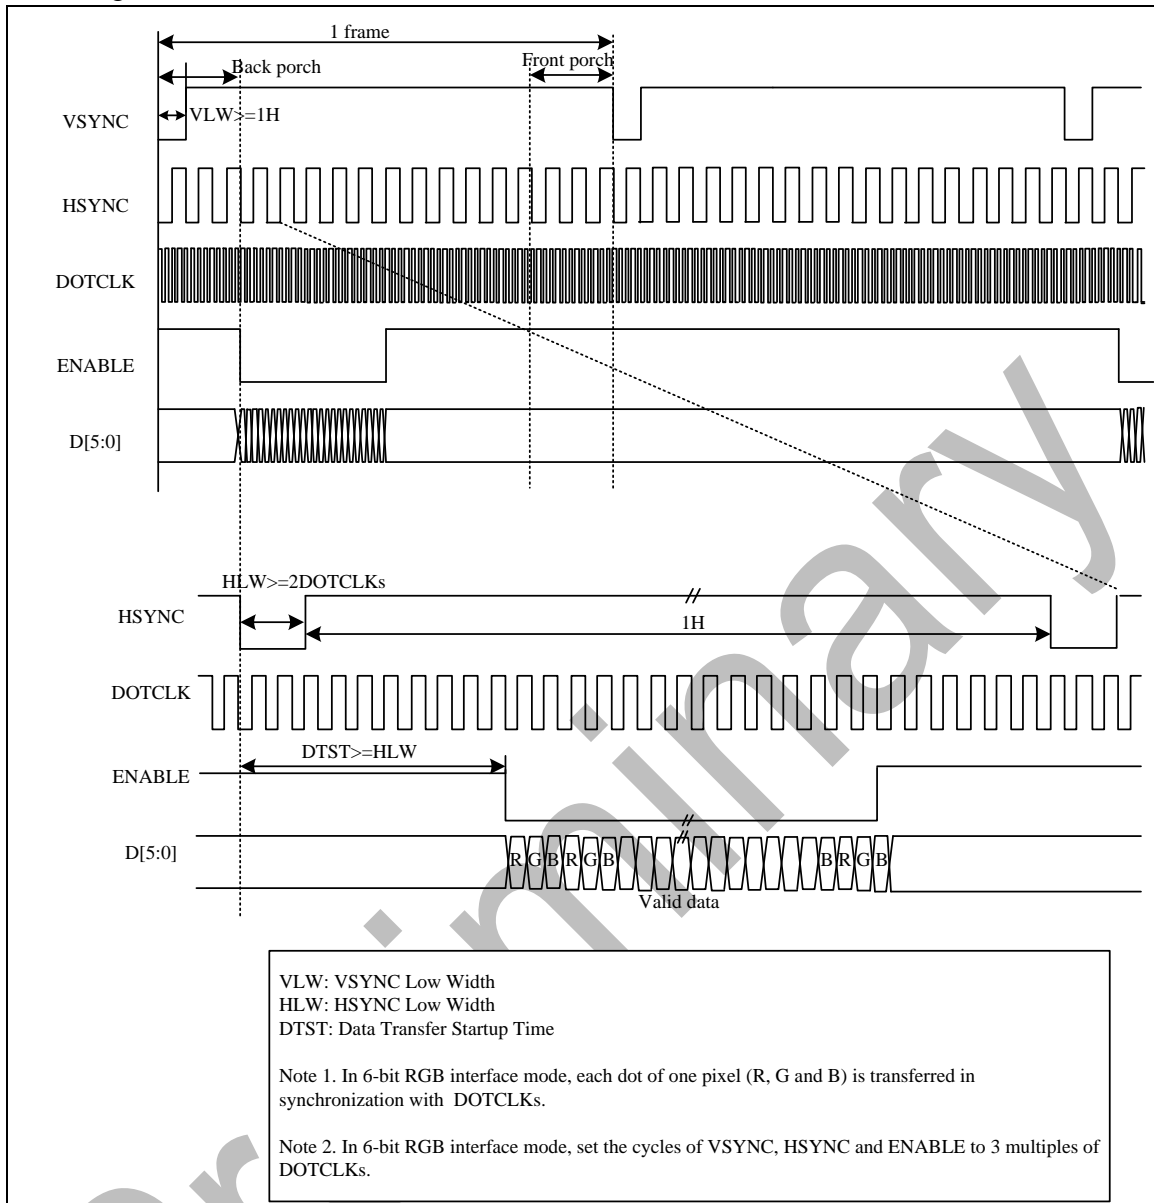 1 frame
Back porch
Front porch
VLW>=1H
VSYNC
HSYNC
DOTCLK
ENABLE
D[5:0]
HLW>=2DOTCLKs
HSYNC
1H
DOTCLK
DTST>=HLW
ENABLE
D[5:0]
R G B R G B B R G B
Valid data
VLW: VSYNC Low Width
HLW: HSYNC Low Width
DTST: Data Transfer Startup Time
Note 1. In 6-bit RGB interface mode, each dot of one pixel (R, G and B) is transferred in
synchronization with DOTCLKs.
Note 2. In 6-bit RGB interface mode, set the cycles of VSYNC, HSYNC and ENABLE to 3 multiples of
DOTCLKs.